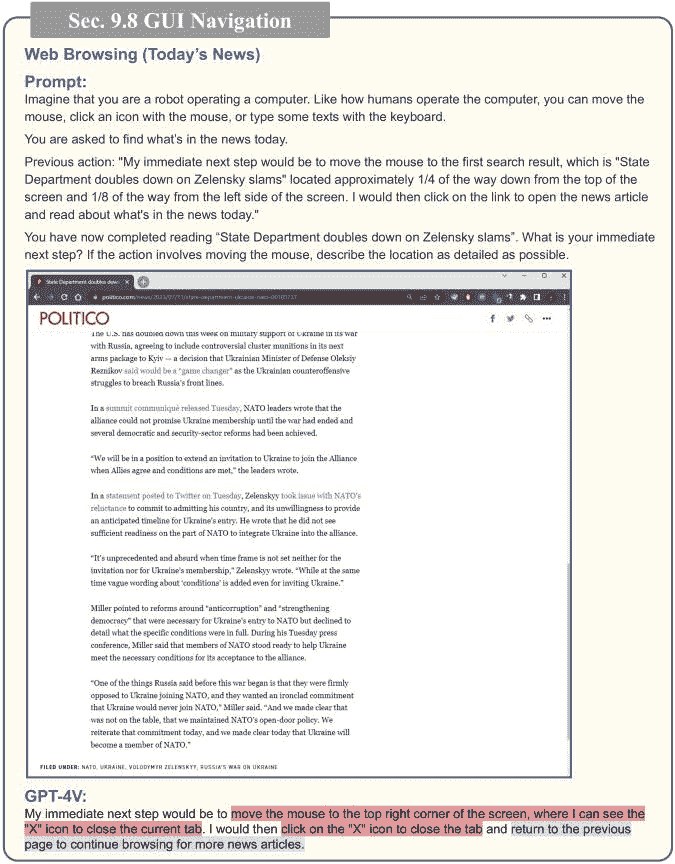 Sec. 9.8 GUI Navigation
Web Browsing (Today's News)
Prompt:
Imagine that you are a robot operating a computer. Like how humans operate the computer, you can move the
mouse, click an icon with the mouse, or type some texts with the keyboard.
You are asked to find what's in the news today.
Previous action: "My immediate next step would be to move the mouse to the first search result, which is "State
Department doubles down on Zelensky slams" located approximately 1/4 of the way down from the top of the
screen and 1/8 of the way from the left side of the screen. I would then click on the link to open the news article
and read about what's in the news today."
You have now completed reading “State Department doubles down on Zelensky slams”. What is your immediate
next step? If the action involves moving the mouse, describe the location as detailed as possible.
State Department doubles down
POLITICO
The U.S. has doubled down this week on military support of Ukraine in its war
with Russia, agreeing to include controversial cluster munitions in its next
arms package to Kyiv — a decision that Ukrainian Minister of Defense Oleksiy
Reznikov said would be a “game changer” as the Ukrainian counteroffensive
struggles to breach Russia's front lines.
In a summit communiqué released Tuesday, NATO leaders wrote that the
alliance could not promise Ukraine membership until the war had ended and
several democratic and security-sector reforms had been achieved.
“We will be in a position to extend an invitation to Ukraine to join the Alliance
when Allies agree and conditions are met,” the leaders wrote.
In a statement posted to Twitter on Tuesday, Zelenskyy took issue with NATO's
reluctance to commit to admitting his country, and its unwillingness to provide
an anticipated timeline for Ukraine's entry. He wrote that he did not see
sufficient readiness on the part of NATO to integrate Ukraine into the alliance.
“It's unprecedented and absurd when time frame is not set neither for the
invitation nor for Ukraine's membership,” Zelenskyy wrote. “While at the same
time vague wording about ‘conditions’ is added even for inviting Ukraine.”
Miller pointed to reforms around “anticorruption” and “strengthening
democracy” that were necessary for Ukraine's entry to NATO but declined to
detail what the specific conditions were in full. During his Tuesday press
conference, Miller said that members of NATO stood ready to help Ukraine
meet the necessary conditions for its acceptance to the alliance.
“One of the things Russia said before this war began is that they were firmly
opposed to Ukraine joining NATO, and they wanted an ironclad commitment
that Ukraine would never join NATO,” Miller said. “And we made clear that
was not on the table, that we maintained NATO's open-door policy. We
reiterate that commitment today, and we made clear today that Ukraine will
become a member of NATO.”
FILED UNDER: NATO, UKRAINE, VOLODYMYR ZELENSKYY, RUSSIA'S WAR ON UKRAINE
GPT-4V:
My immediate next step would be to move the mouse to the top right corner of the screen, where I can see the
"X" icon to close the current tab. I would then click on the "X" icon to close the tab and return to the previous
page to continue browsing for more news articles.